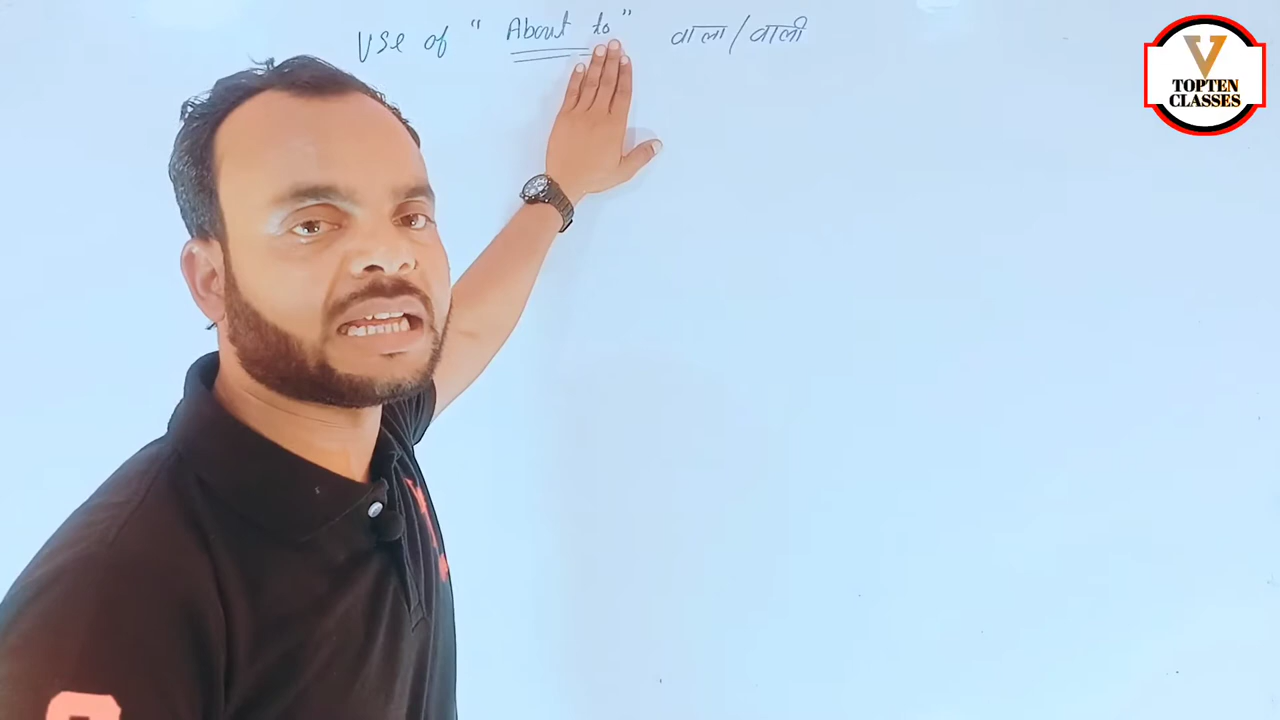 Use of " About to " वाला / वाली
V
TOPTEN
CLASSES